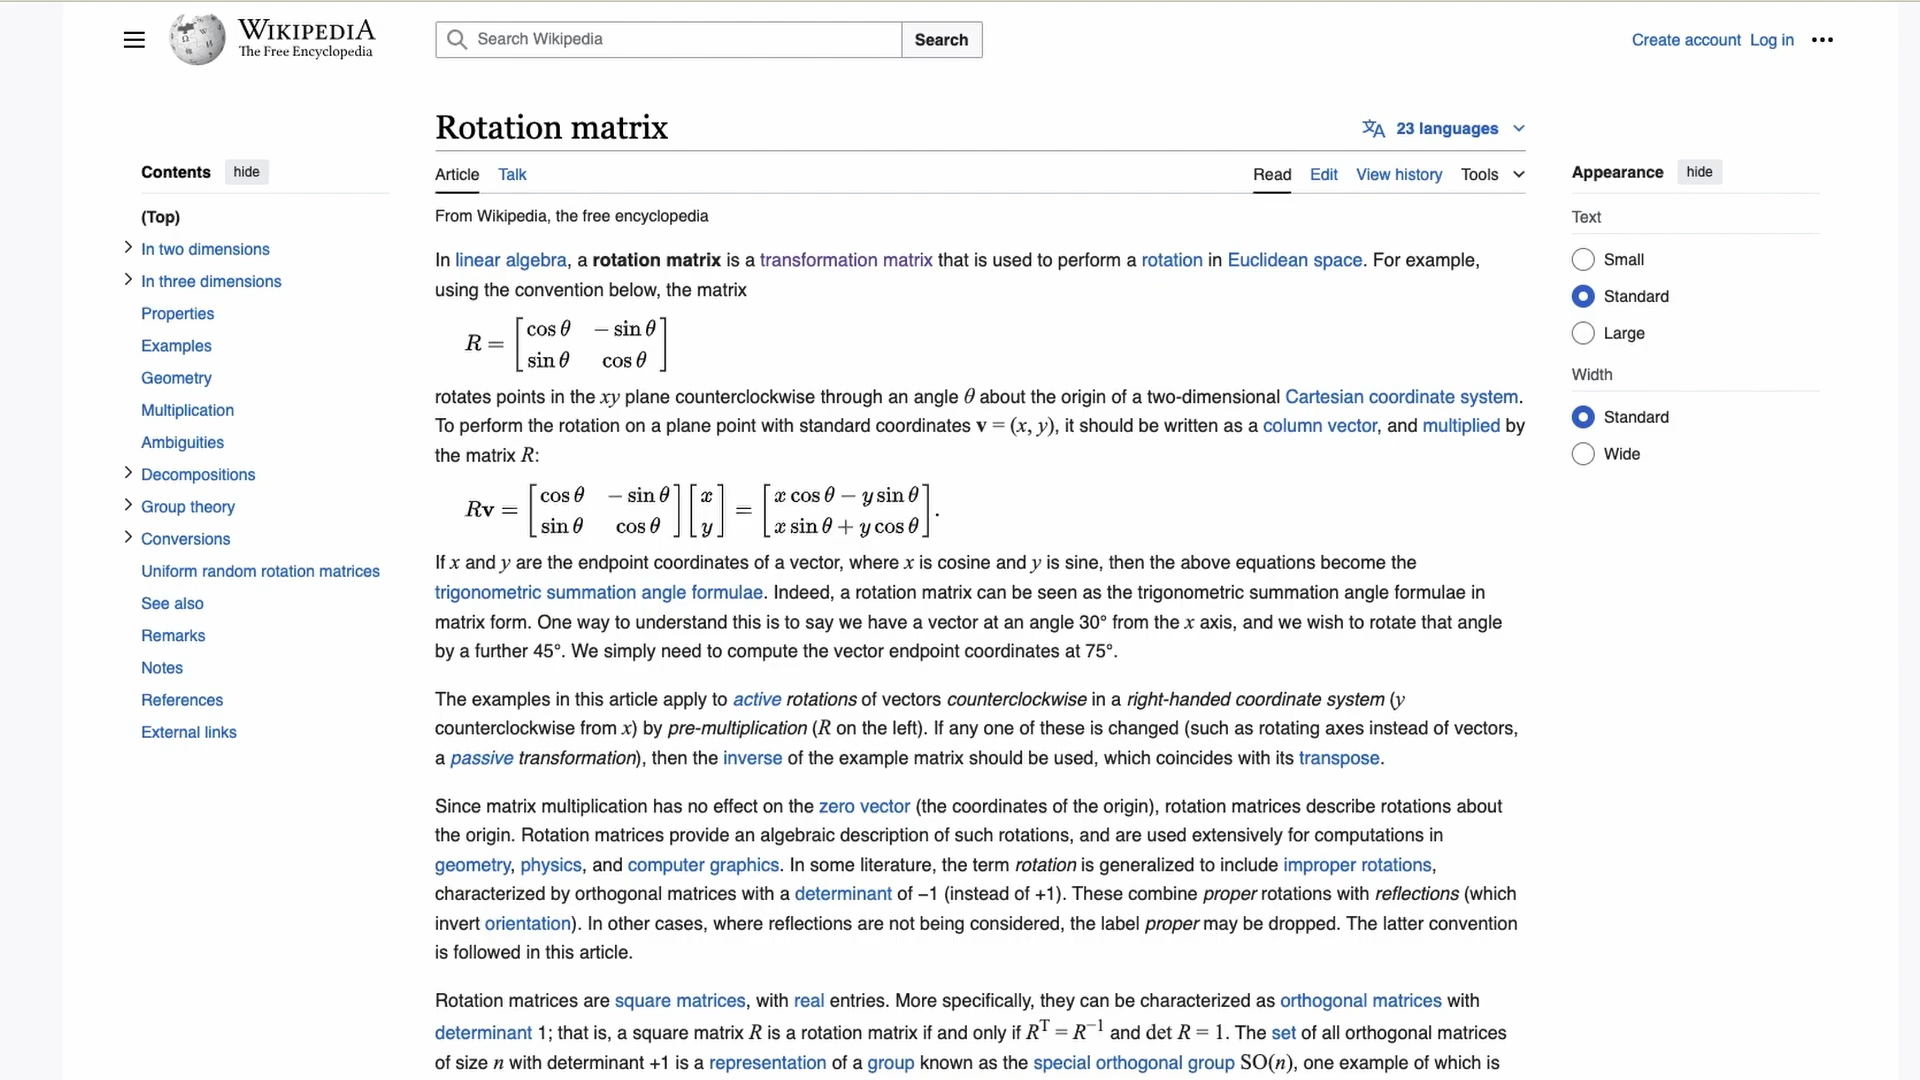 WIKIPEDIA
The Free Encyclopedia
Search Wikipedia
Search
Create account Log in
Rotation matrix
23 languages
Contents hide
Article Talk
Read Edit View history Tools
Appearance hide
From Wikipedia, the free encyclopedia
(Top)
In two dimensions
In three dimensions
Properties
Examples
Geometry
Multiplication
Ambiguities
Decompositions
Group theory
Conversions
Uniform random rotation matrices
See also
Remarks
Notes
References
External links
In linear algebra, a rotation matrix is a transformation matrix that is used to perform a rotation in Euclidean space. For example,
using the convention below, the matrix
R = [cos θ − sin θ
sin θ cos θ]
rotates points in the xy plane counterclockwise through an angle θ about the origin of a two-dimensional Cartesian coordinate system.
To perform the rotation on a plane point with standard coordinates v = (x, y), it should be written as a column vector, and multiplied by
the matrix R:
Rv = [cos θ − sin θ] [x] = [x cos θ − y sin θ]
[sin θ cos θ] [y] [x sin θ + y cos θ].
If x and y are the endpoint coordinates of a vector, where x is cosine and y is sine, then the above equations become the
trigonometric summation angle formulae. Indeed, a rotation matrix can be seen as the trigonometric summation angle formulae in
matrix form. One way to understand this is to say we have a vector at an angle 30° from the x axis, and we wish to rotate that angle
by a further 45°. We simply need to compute the vector endpoint coordinates at 75°.
The examples in this article apply to active rotations of vectors counterclockwise in a right-handed coordinate system (y
counterclockwise from x) by pre-multiplication (R on the left). If any one of these is changed (such as rotating axes instead of vectors,
a passive transformation), then the inverse of the example matrix should be used, which coincides with its transpose.
Since matrix multiplication has no effect on the zero vector (the coordinates of the origin), rotation matrices describe rotations about
the origin. Rotation matrices provide an algebraic description of such rotations, and are used extensively for computations in
geometry, physics, and computer graphics. In some literature, the term rotation is generalized to include improper rotations,
characterized by orthogonal matrices with a determinant of −1 (instead of +1). These combine proper rotations with reflections (which
invert orientation). In other cases, where reflections are not being considered, the label proper may be dropped. The latter convention
is followed in this article.
Rotation matrices are square matrices, with real entries. More specifically, they can be characterized as orthogonal matrices with
determinant 1; that is, a square matrix R is a rotation matrix if and only if Rᵀ = R⁻¹ and det R = 1. The set of all orthogonal matrices
of size n with determinant +1 is a representation of a group known as the special orthogonal group SO(n), one example of which is
Text
Small
Standard
Large
Width
Standard
Wide